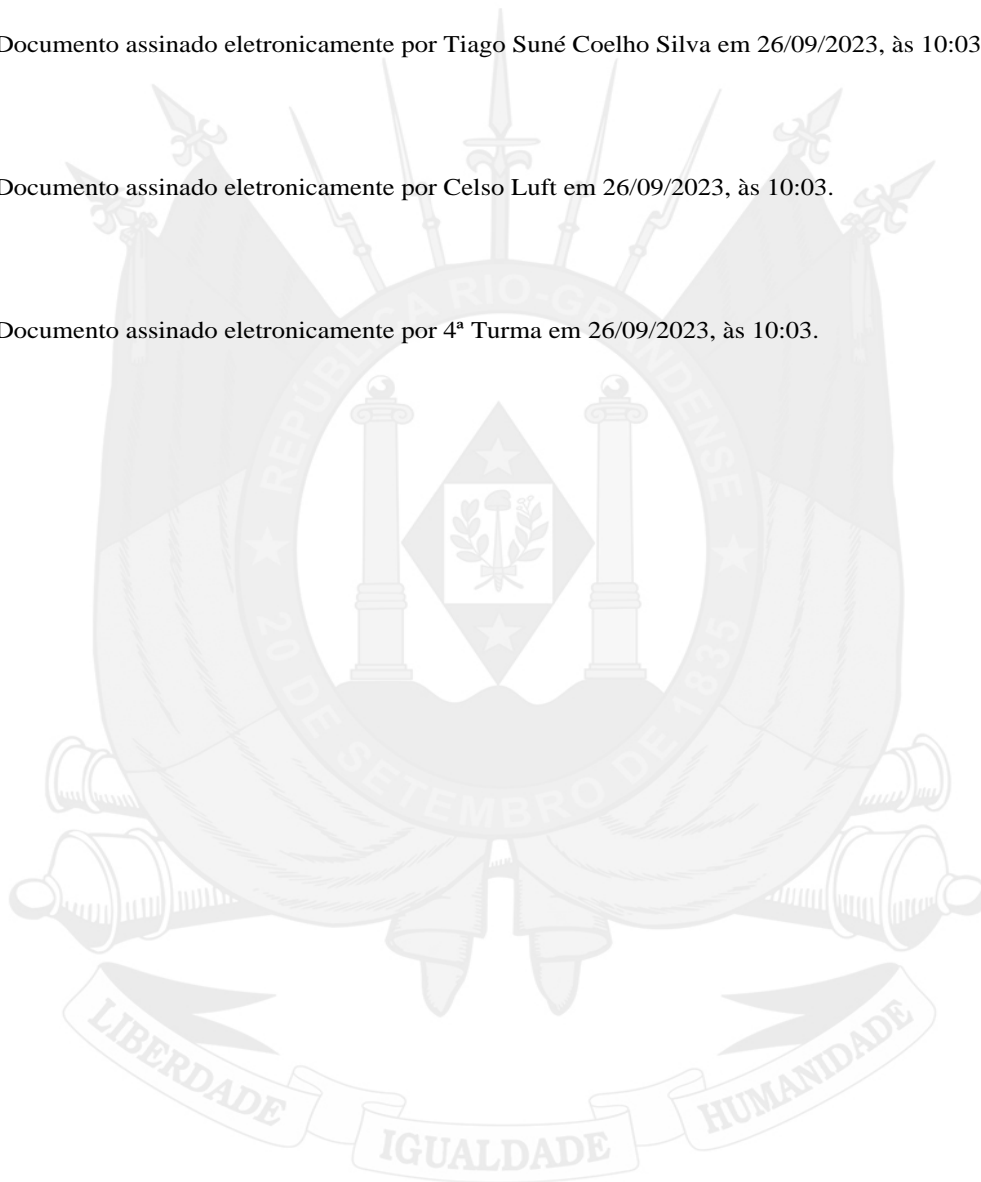 Documento assinado eletronicamente por Tiago Suné Coelho Silva em 26/09/2023, às 10:03
Documento assinado eletronicamente por Celso Luft em 26/09/2023, às 10:03.
Documento assinado eletronicamente por 4ª Turma em 26/09/2023, às 10:03.
REPÚBLICA RIO-GRANDENSE
20 DE SETEMBRO DE 1835
LIBERDADE
IGUALDADE
HUMANIDADE